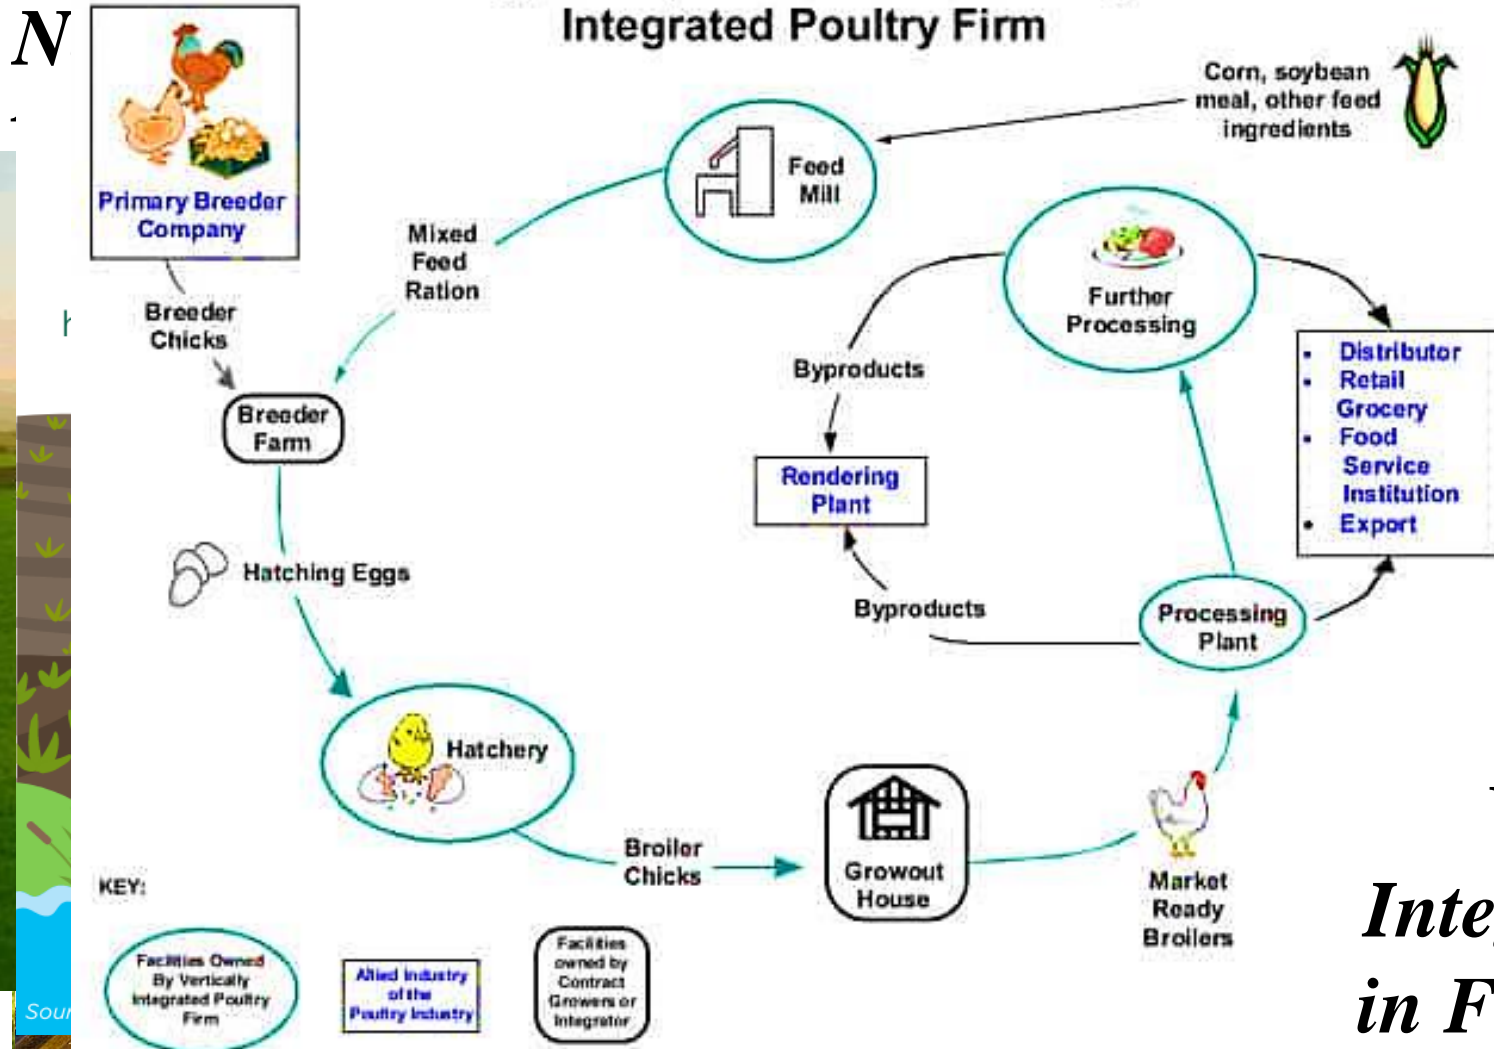 N
Integrated Poultry Firm
Corn, soybean
meal, other feed
ingredients
Feed
Mill
Primary Breeder
Company
Mixed
Feed
Ration
Further
Processing
Breeder
Chicks
Byproducts
• Distributor
• Retail
Grocery
• Food
Service
Institution
• Export
Breeder
Farm
Rendering
Plant
Hatching Eggs
Byproducts
Processing
Plant
Hatchery
Broiler
Chicks
Growout
House
Market
Ready
Broilers
KEY:
Facilities Owned
By Vertically
Integrated Poultry
Firm
Allied Industry
of the
Poultry Industry
Facilities
owned by
Contract
Growers or
Integrator
Sour
Inte
in F